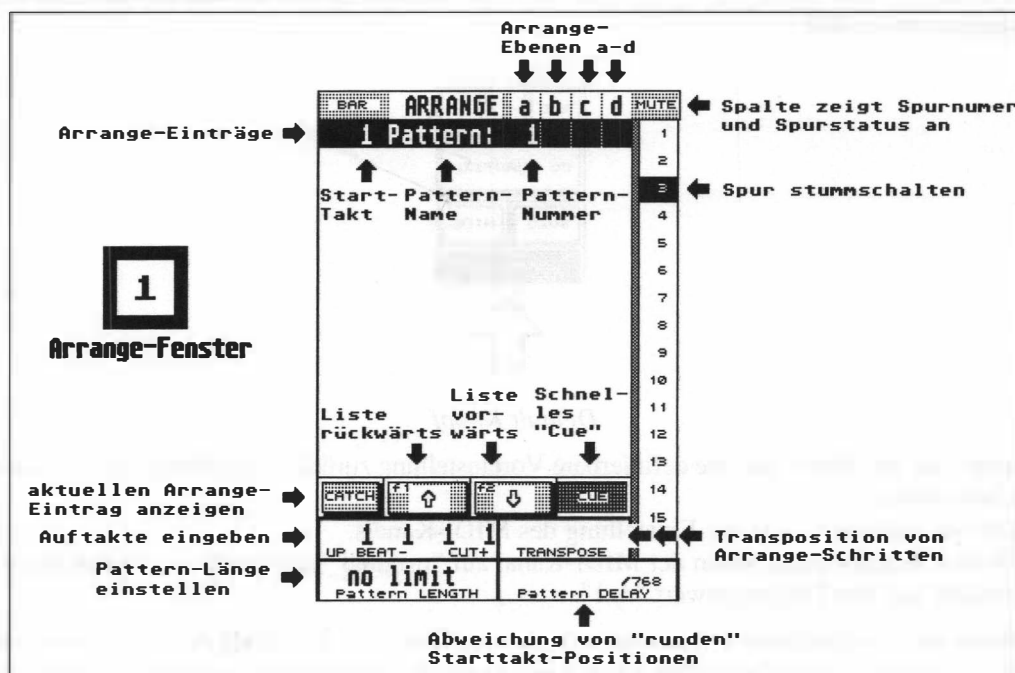 Arrange-
Ebenen a-d
BAR ARRANGE a b c d MUTE
Spalte zeigt Spurnumer
und Spurstatus an
Arrange-Einträge
1 Pattern: 1
1
2
3
4
5
6
7
8
9
10
11
12
13
14
15
Start-
Takt
Pattern-
Name
Pattern-
Nummer
Spur stummschalten
1
Arrange-Fenster
Liste
rückwärts
Liste
vor-
wärts
Schnel-
les
"Cue"
aktuellen Arrange-
Eintrag anzeigen
CATCH f1 f2 CUE
Auftakte eingeben
1
UP BEAT- CUT+ TRANSPOSE
Transposition von
Arrange-Schritten
Pattern-Länge
einstellen
no limit /768
Pattern LENGTH Pattern DELAY
Abweichung von "runden"
Starttakt-Positionen